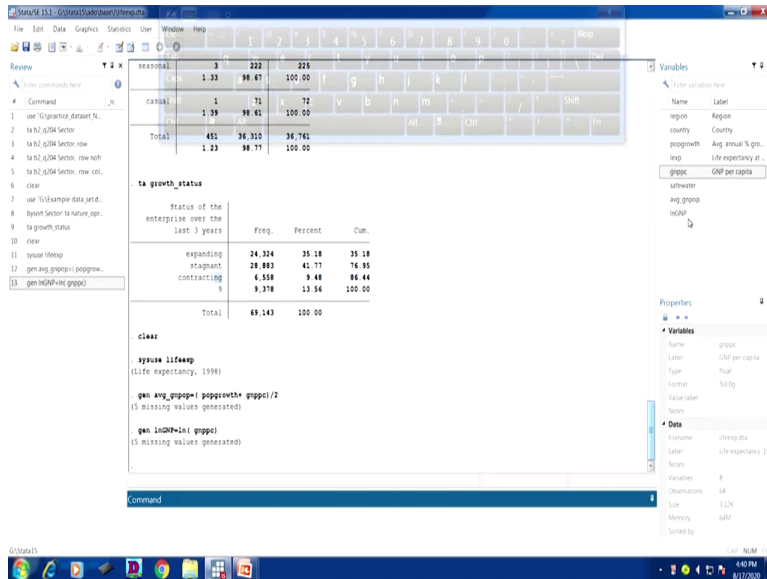 Stata/SE 15.1 - G:\Stata15\ado\base\l\lifeexp.dta
File Edit Data Graphics Statistics User Window Help
Review
Filter commands here
# Command _rc
1 use "G:\practice_dataset_N...
2 ta b2_q204 Sector
3 ta b2_q204 Sector, row
4 ta b2_q204 Sector, row nofr
5 ta b2_q204 Sector, row col...
6 clear
7 use "G:\Example data_set.d...
8 bysort Sector: ta nature_opr...
9 ta growth_status
10 clear
11 sysuse lifeexp
12 gen avg_gnpop=( popgrow...
13 gen lnGNP=ln( gnppc)
seasonal 3 222 225
1.33 98.67 100.00
casual 1 71 72
1.39 98.61 100.00
Total 451 36,310 36,761
1.23 98.77 100.00
. ta growth_status
Status of the
enterprise over the
last 3 years Freq. Percent Cum.
expanding 24,324 35.18 35.18
stagnant 28,883 41.77 76.95
contracting 6,558 9.48 86.44
9 9,378 13.56 100.00
Total 69,143 100.00
. clear
. sysuse lifeexp
(Life expectancy, 1998)
. gen avg_gnpop=( popgrowth+ gnppc)/2
(5 missing values generated)
. gen lnGNP=ln( gnppc)
(5 missing values generated)
.
Command
Variables
Filter variables here
Name Label
region Region
country Country
popgrowth Avg. annual % gro...
lexp Life expectancy at ...
gnppc GNP per capita
safewater
avg_gnpop
lnGNP
Properties
Variables
Name gnppc
Label GNP per capita
Type float
Format %9.0g
Value label
Notes
Data
Filename lifeexp.dta
Label Life expectancy, 1
Notes
Variables 8
Observations 68
Size 3.12K
Memory 64M
Sorted by
G:\Stata15
CAP NUM
4:40 PM
8/17/2020